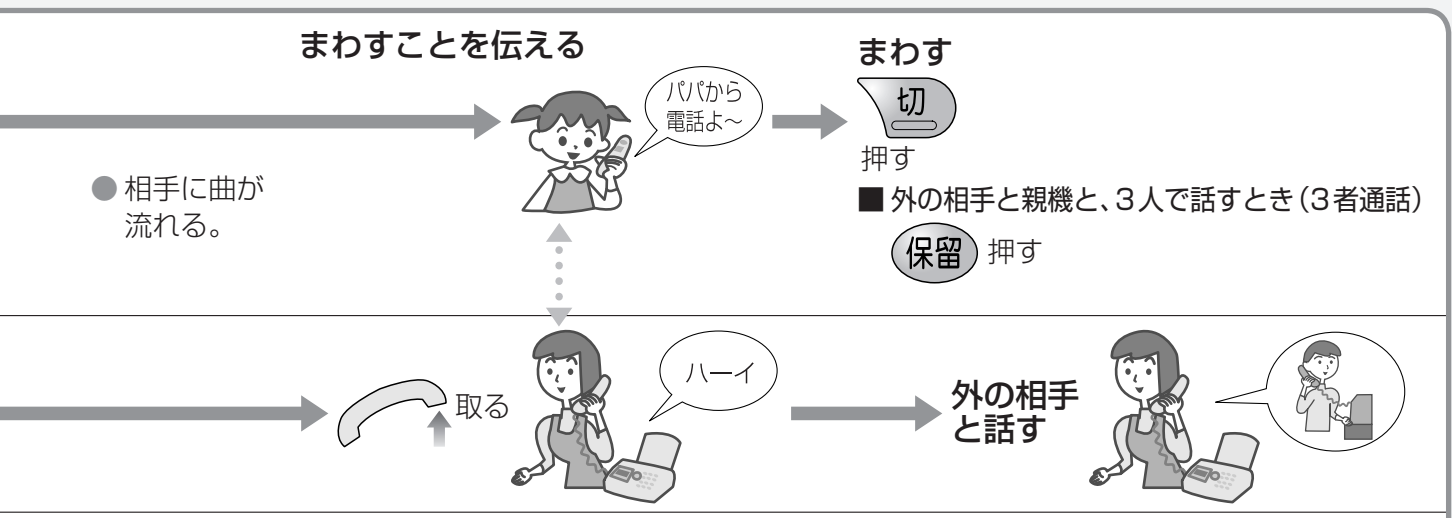 まわすことを伝える
まわす
パパから
電話よ～
切
押す
● 相手に曲が
流れる。
■ 外の相手と親機と、3人で話すとき（3者通話）
保留 押す
取る
ハーイ
外の相手
と話す